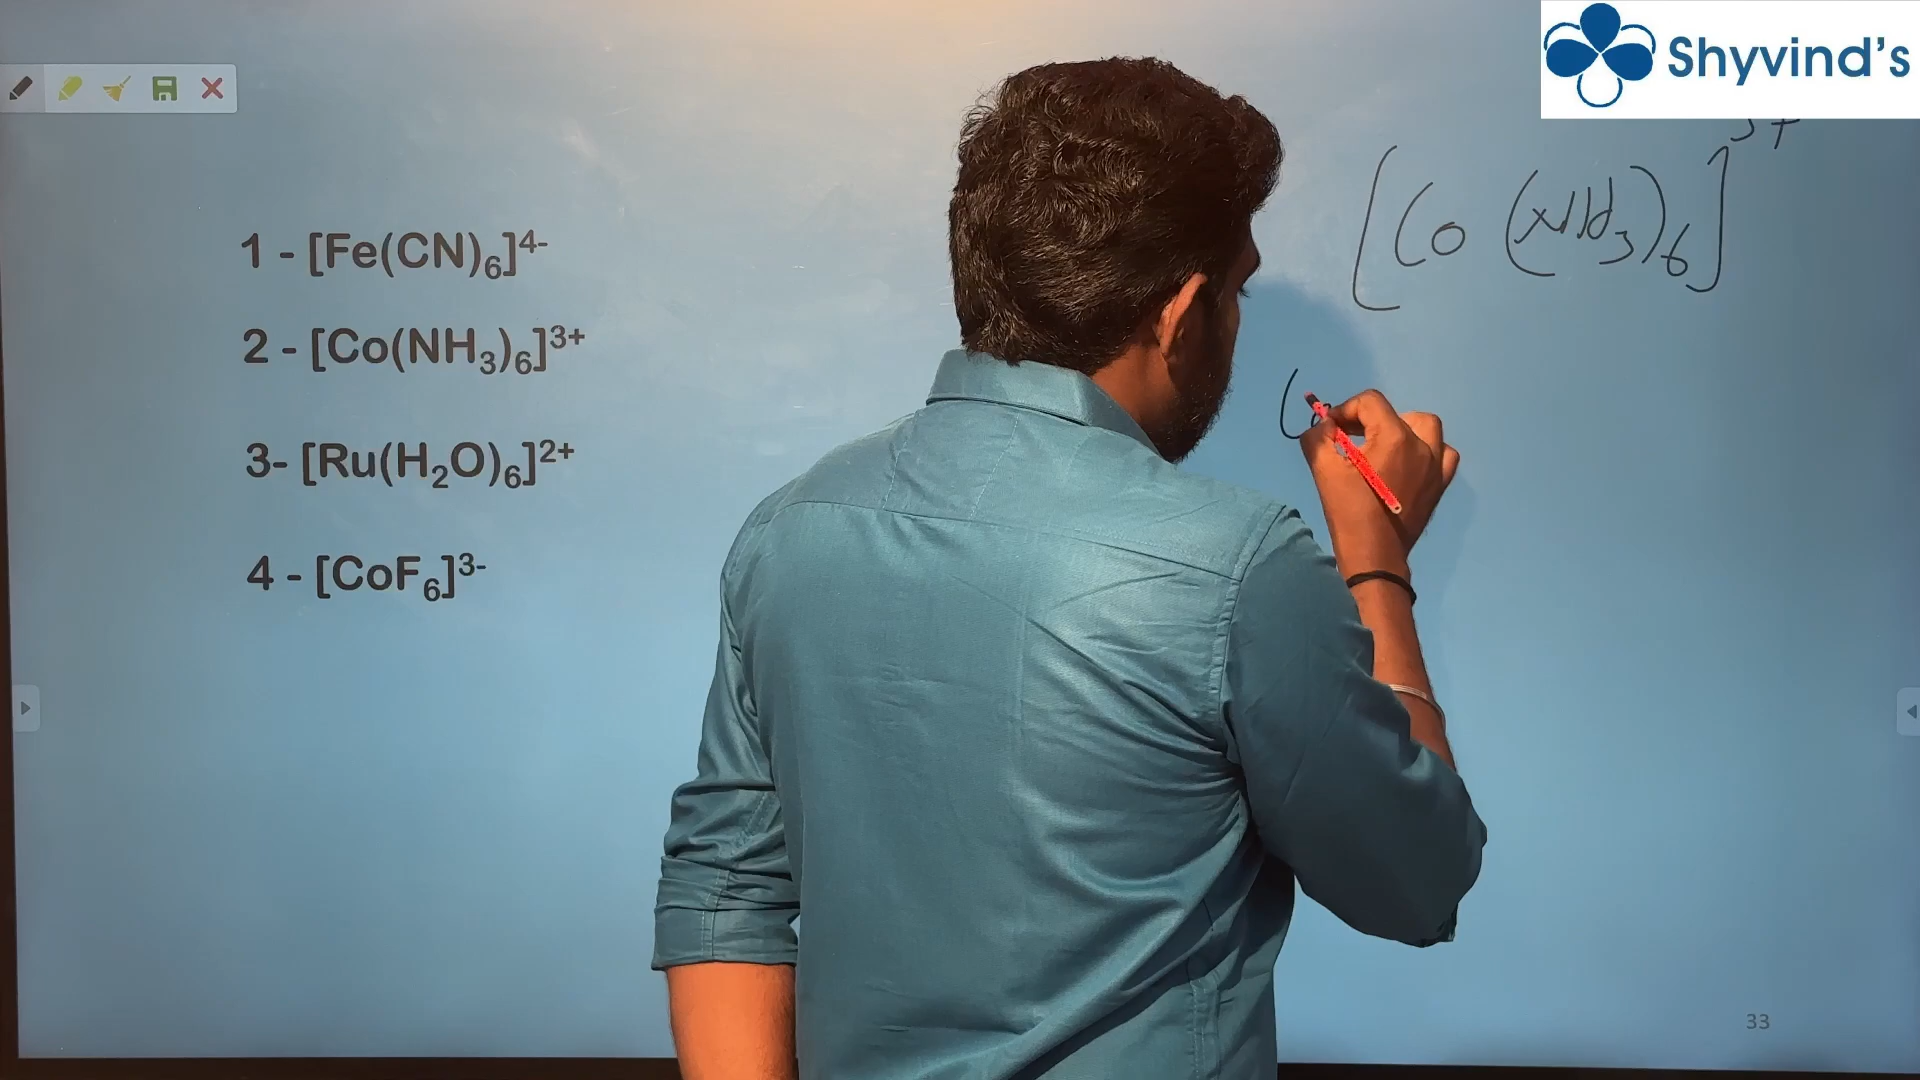 Shyvind's
3+
[Co (NH3)6]
1 - [Fe(CN)6]4-
2 - [Co(NH3)6]3+
Co
3- [Ru(H2O)6]2+
4 - [CoF6]3-
33